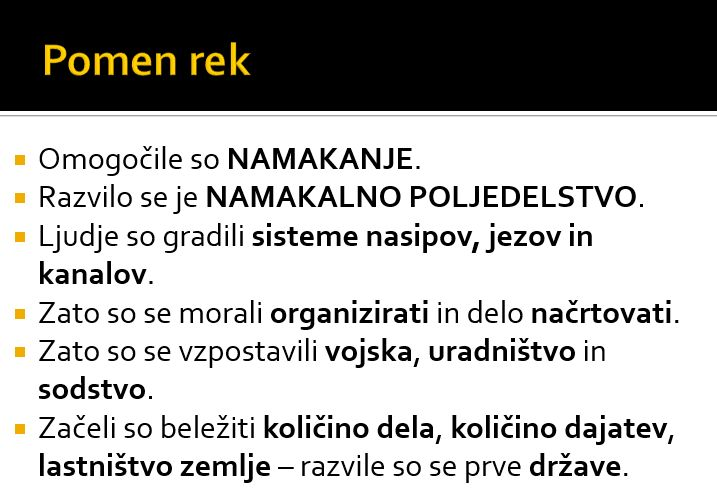 Pomen rek
Omogočile so NAMAKANJE.
Razvilo se je NAMAKALNO POLJEDELSTVO.
Ljudje so gradili sisteme nasipov, jezov in
kanalov.
Zato so se morali organizirati in delo načrtovati.
Zato so se vzpostavili vojska, uradništvo in
sodstvo.
Začeli so beležiti količino dela, količino dajatev,
lastništvo zemlje – razvile so se prve države.